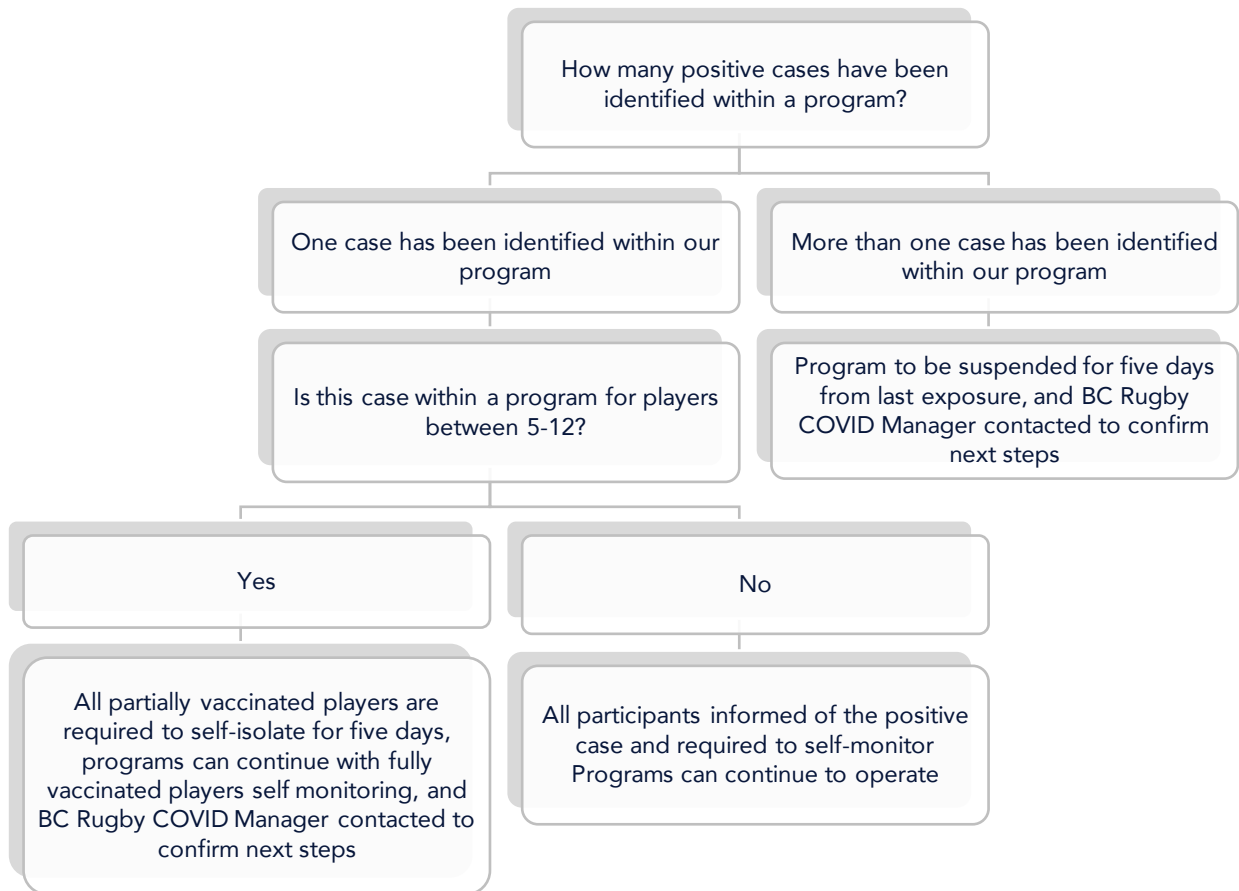 How many positive cases have been
identified within a program?
One case has been identified within our
program
More than one case has been identified
within our program
Is this case within a program for players
between 5-12?
Program to be suspended for five days
from last exposure, and BC Rugby
COVID Manager contacted to confirm
next steps
Yes
No
All partially vaccinated players are
required to self-isolate for five days,
programs can continue with fully
vaccinated players self monitoring, and
BC Rugby COVID Manager contacted to
confirm next steps
All participants informed of the positive
case and required to self-monitor
Programs can continue to operate